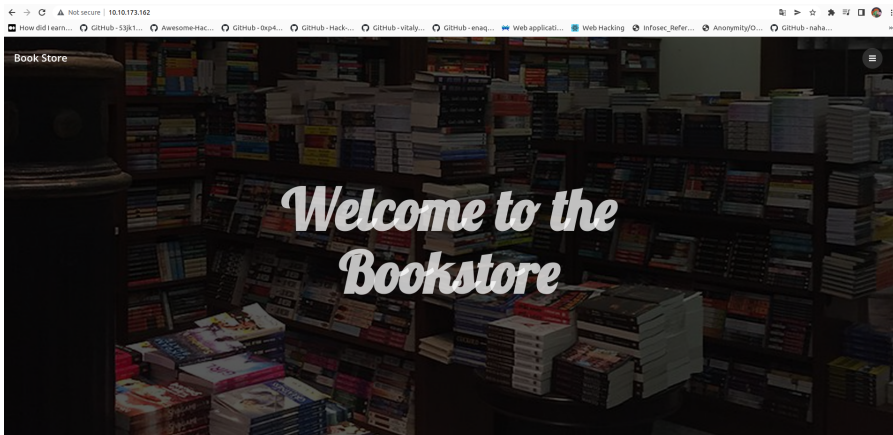 Not secure 10.10.173.162
How did I earn... GitHub - 53jk1... Awesome-Hac... GitHub - 0xp4... GitHub - Hack-... GitHub - vitaly... GitHub - enaq... Web applicati... Web Hacking Infosec_Refer... Anonymity/O... GitHub - naha...
Book Store
Welcome to the
Bookstore